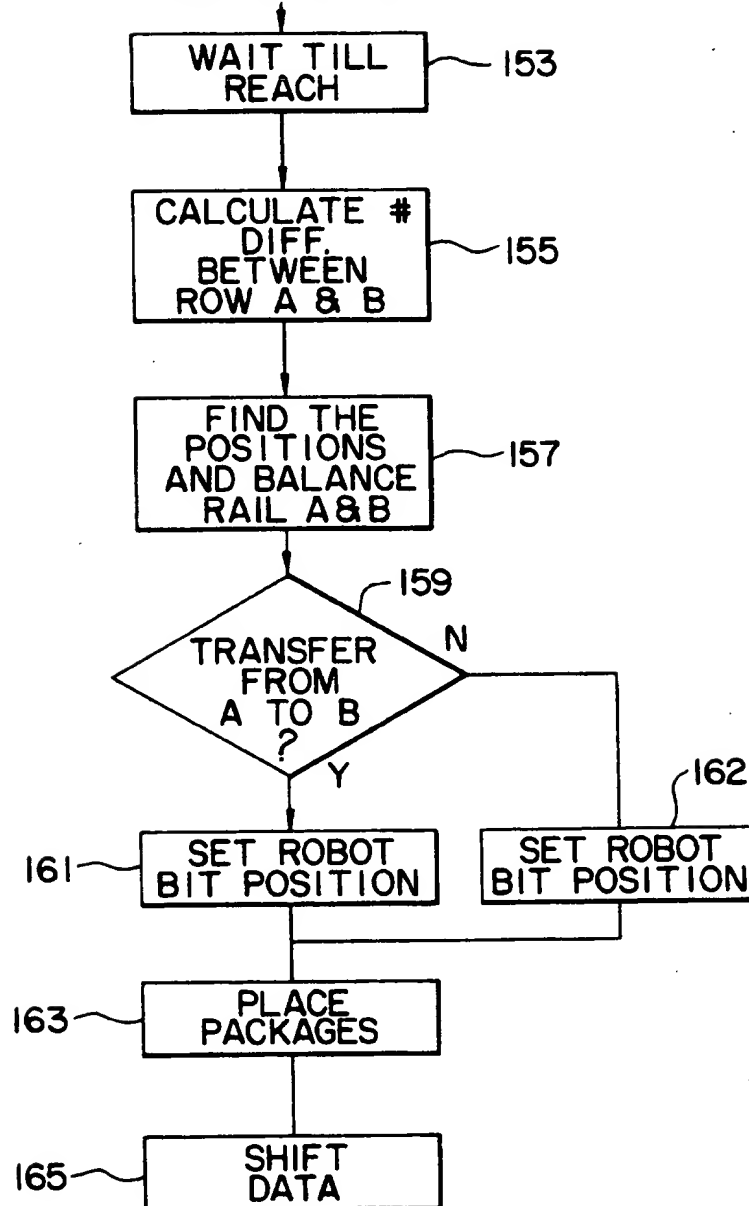 WAIT TILL
REACH
153
CALCULATE #
DIFF.
BETWEEN
ROW A & B
155
FIND THE
POSITIONS
AND BALANCE
RAIL A&B
157
159
TRANSFER
FROM
A TO B
?
N
Y
162
161
SET ROBOT
BIT POSITION
SET ROBOT
BIT POSITION
163
PLACE
PACKAGES
165
SHIFT
DATA